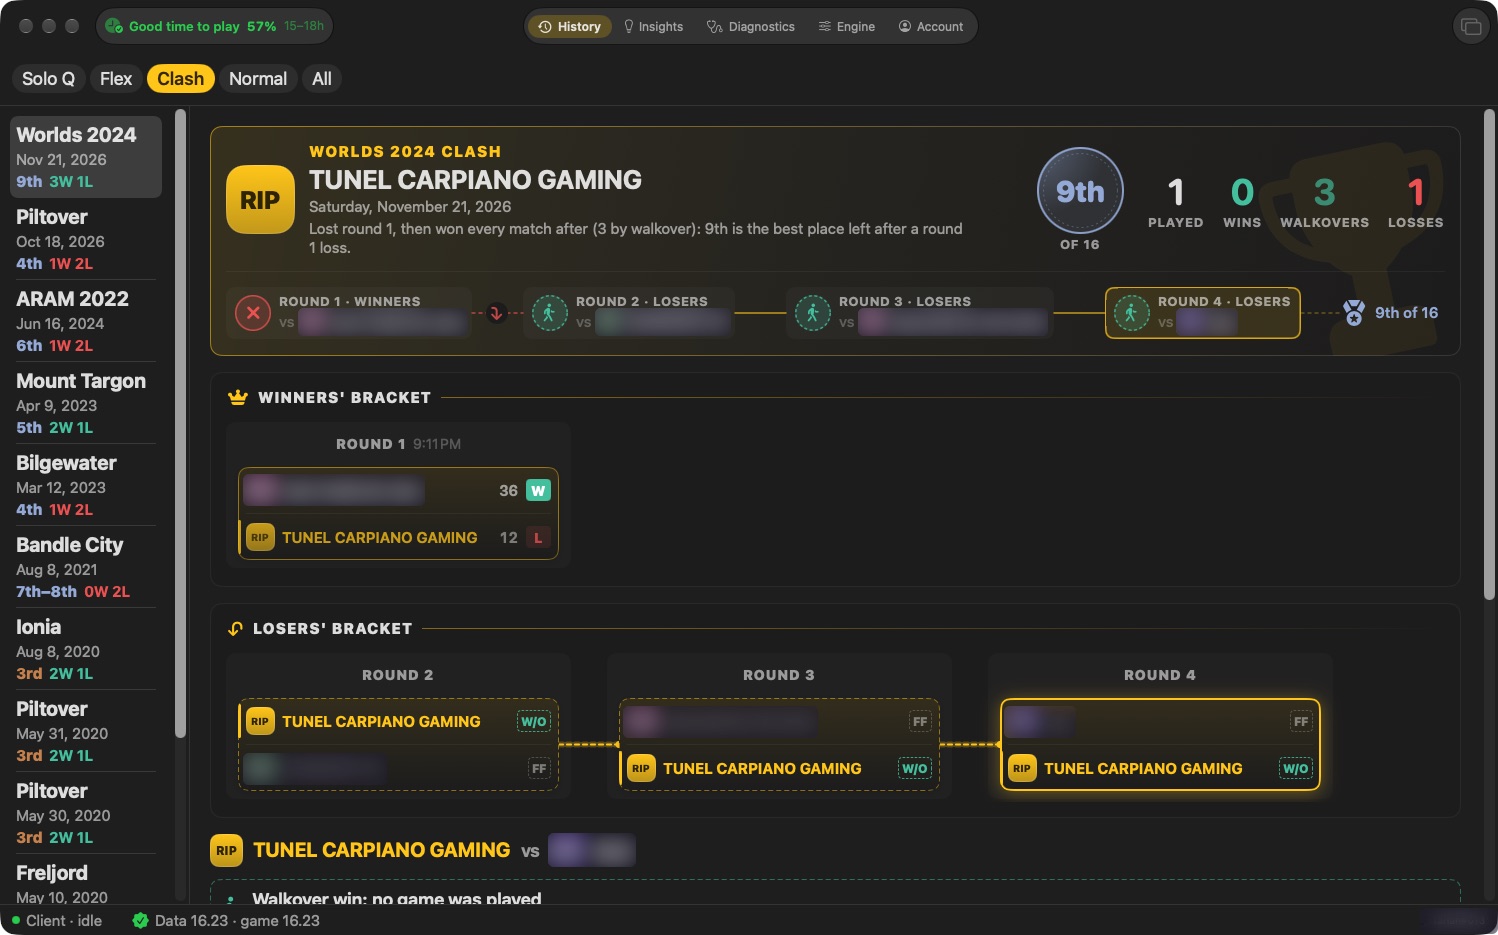 Good time to play 57% 15–18h
History
Insights
Diagnostics
Engine
Account
Solo Q
Flex
Clash
Normal
All
Worlds 2024
Nov 21, 2026
9th 3W 1L
Piltover
Oct 18, 2026
4th 1W 2L
ARAM 2022
Jun 16, 2024
6th 1W 2L
Mount Targon
Apr 9, 2023
5th 2W 1L
Bilgewater
Mar 12, 2023
4th 1W 2L
Bandle City
Aug 8, 2021
7th–8th 0W 2L
Ionia
Aug 8, 2020
3rd 2W 1L
Piltover
May 31, 2020
3rd 2W 1L
Piltover
May 30, 2020
3rd 2W 1L
Freljord
May 10, 2020
RIP
WORLDS 2024 CLASH
TUNEL CARPIANO GAMING
Saturday, November 21, 2026
Lost round 1, then won every match after (3 by walkover): 9th is the best place left after a round
1 loss.
9th
OF 16
1
PLAYED
0
WINS
3
WALKOVERS
1
LOSSES
ROUND 1 · WINNERS
VS
ROUND 2 · LOSERS
VS
ROUND 3 · LOSERS
VS
ROUND 4 · LOSERS
VS
9th of 16
WINNERS' BRACKET
ROUND 1 9:11 PM
36 W
RIP TUNEL CARPIANO GAMING 12 L
LOSERS' BRACKET
ROUND 2
RIP TUNEL CARPIANO GAMING W/O
FF
ROUND 3
FF
RIP TUNEL CARPIANO GAMING W/O
ROUND 4
FF
RIP TUNEL CARPIANO GAMING W/O
RIP TUNEL CARPIANO GAMING vs
Walkover win: no game was played
Client · idle
Data 16.23 · game 16.23